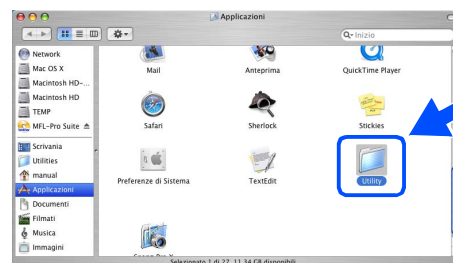 Applicazioni
Inizio
Network
Mac OS X
Macintosh HD-...
Macintosh HD
TEMP
MFL-Pro Suite
Scrivania
Utilities
manual
Applicazioni
Documenti
Filmati
Musica
Immagini
Mail
Anteprima
QuickTime Player
Safari
Sherlock
Stickies
Preferenze di Sistema
TextEdit
Utility
Selezionato 1 di 27, 11,34 GB disponibili